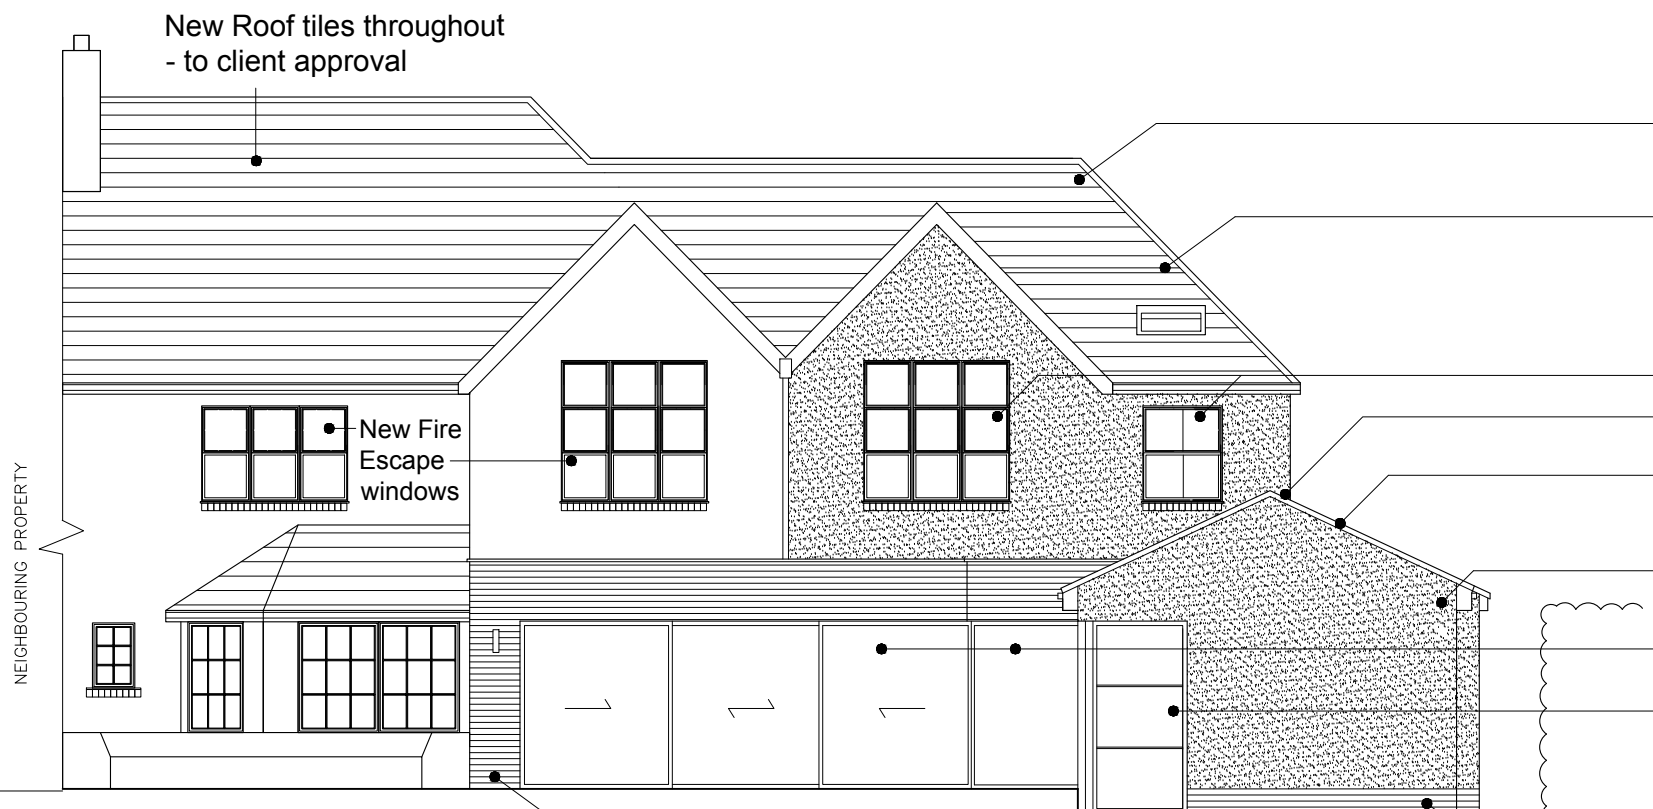 New Roof tiles throughout
- to client approval
New Fire
Escape
windows
NEIGHBOURING PROPERTY